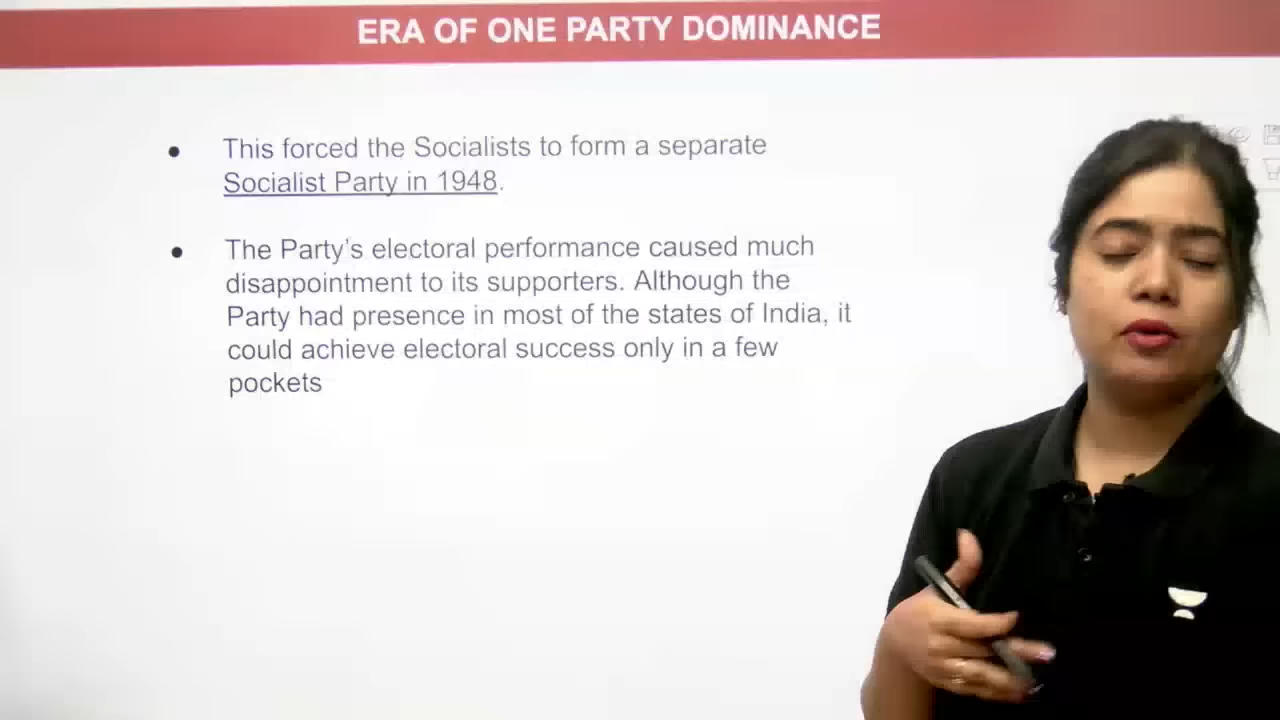 ERA OF ONE PARTY DOMINANCE
● This forced the Socialists to form a separate
Socialist Party in 1948.
● The Party's electoral performance caused much
disappointment to its supporters. Although the
Party had presence in most of the states of India, it
could achieve electoral success only in a few
pockets